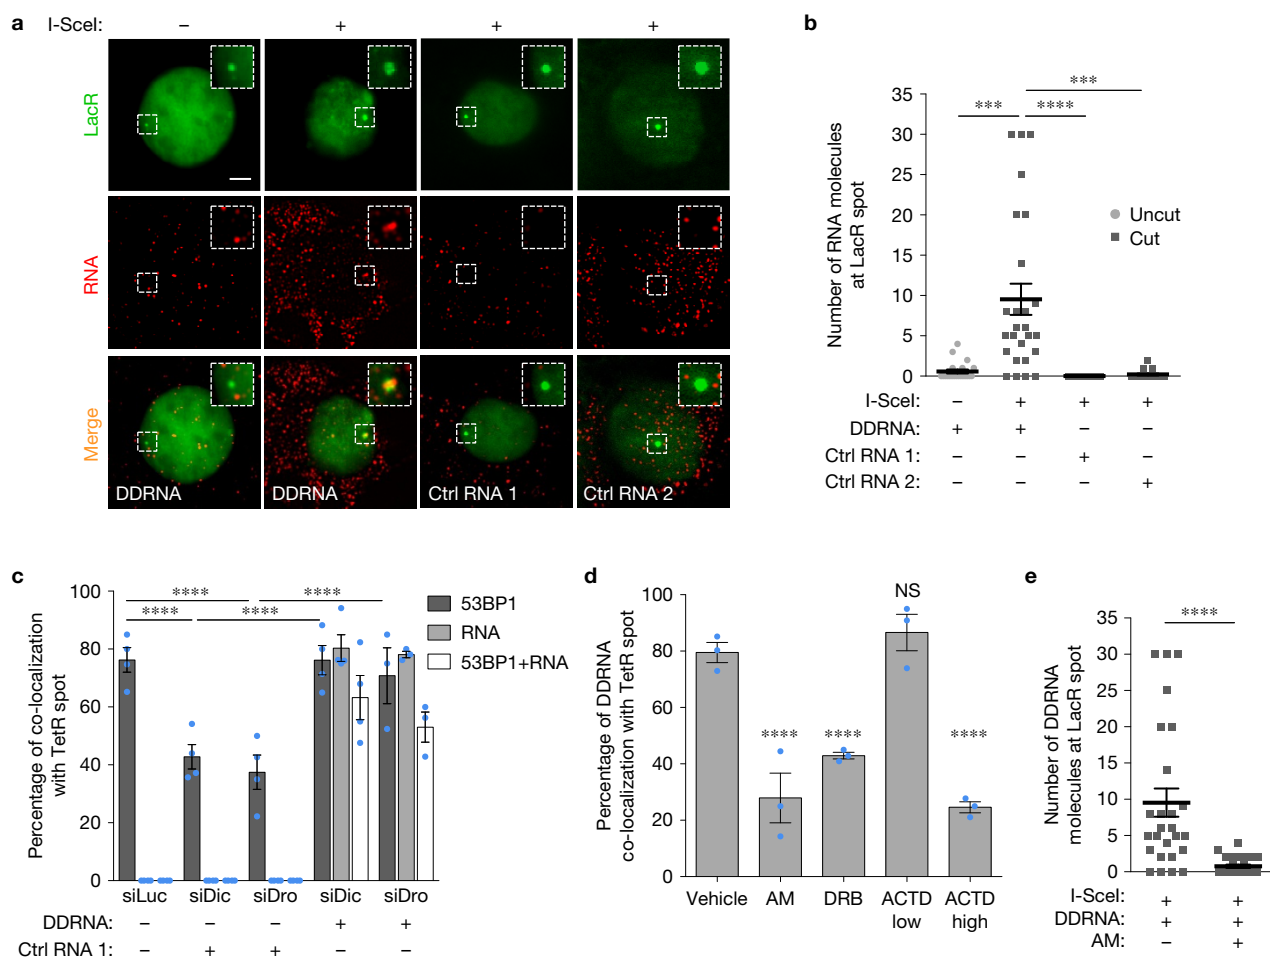 a
I-SceI: – + + +
LacR
RNA
Merge
DDRNA DDRNA Ctrl RNA 1 Ctrl RNA 2
b
Number of RNA molecules
at LacR spot
35
30
25
20
15
10
5
0
*** **** ***
Uncut
Cut
I-SceI: – + + +
DDRNA: + + – –
Ctrl RNA 1: – – + –
Ctrl RNA 2: – – – +
c
Percentage of co-localization
with TetR spot
100
80
60
40
20
0
**** ****
**** ****
53BP1
RNA
53BP1+RNA
siLuc siDic siDro siDic siDro
DDRNA: – – – + +
Ctrl RNA 1: – + + – –
d
Percentage of DDRNA
co-localization with TetR spot
100
80
60
40
20
0
**** **** NS ****
Vehicle AM DRB ACTD ACTD
low high
e
Number of DDRNA
molecules at LacR spot
35
30
25
20
15
10
5
0
****
I-SceI: + +
DDRNA: + +
AM: – +